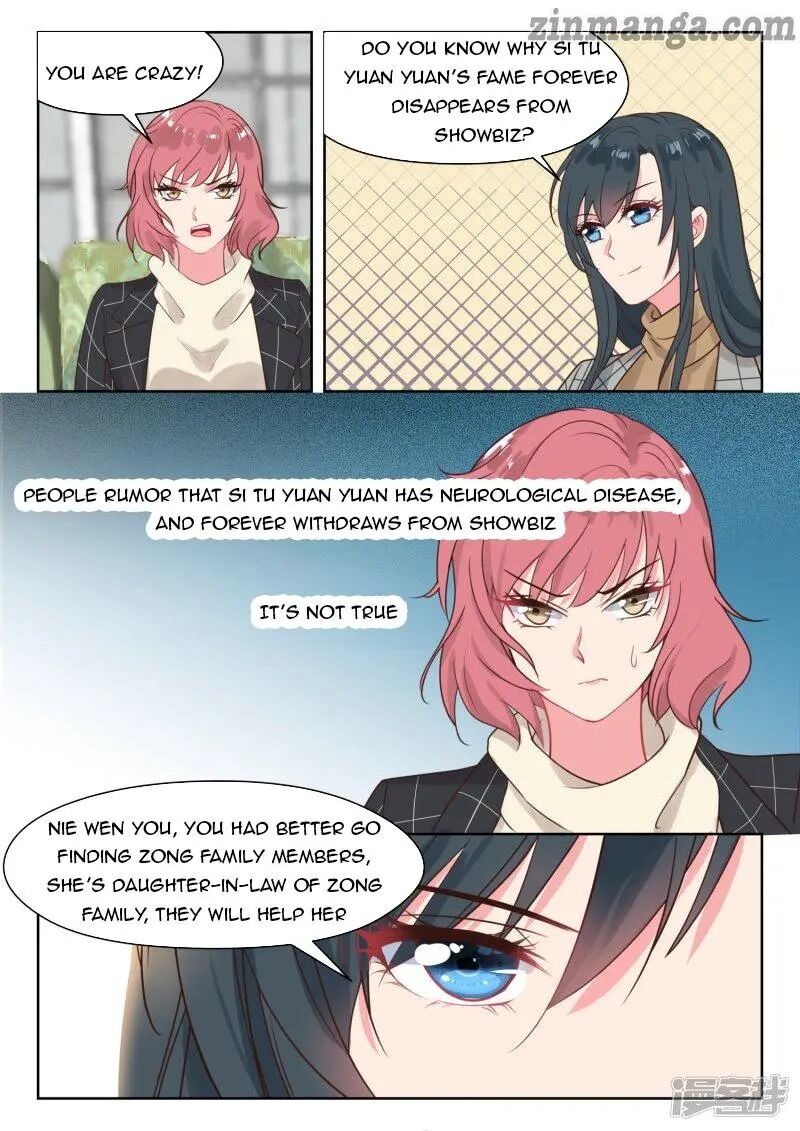 zinmanga.com
YOU ARE CRAZY!
DO YOU KNOW WHY SI TU
YUAN YUAN'S FAME FOREVER
DISAPPEARS FROM
SHOWBIZ?
PEOPLE RUMOR THAT SI TU YUAN YUAN HAS NEUROLOGICAL DISEASE,
AND FOREVER WITHDRAWS FROM SHOWBIZ
IT'S NOT TRUE
NIE WEN YOU, YOU HAD BETTER GO
FINDING ZONG FAMILY MEMBERS,
SHE'S DAUGHTER-IN-LAW OF ZONG
FAMILY, THEY WILL HELP HER
漫客栈